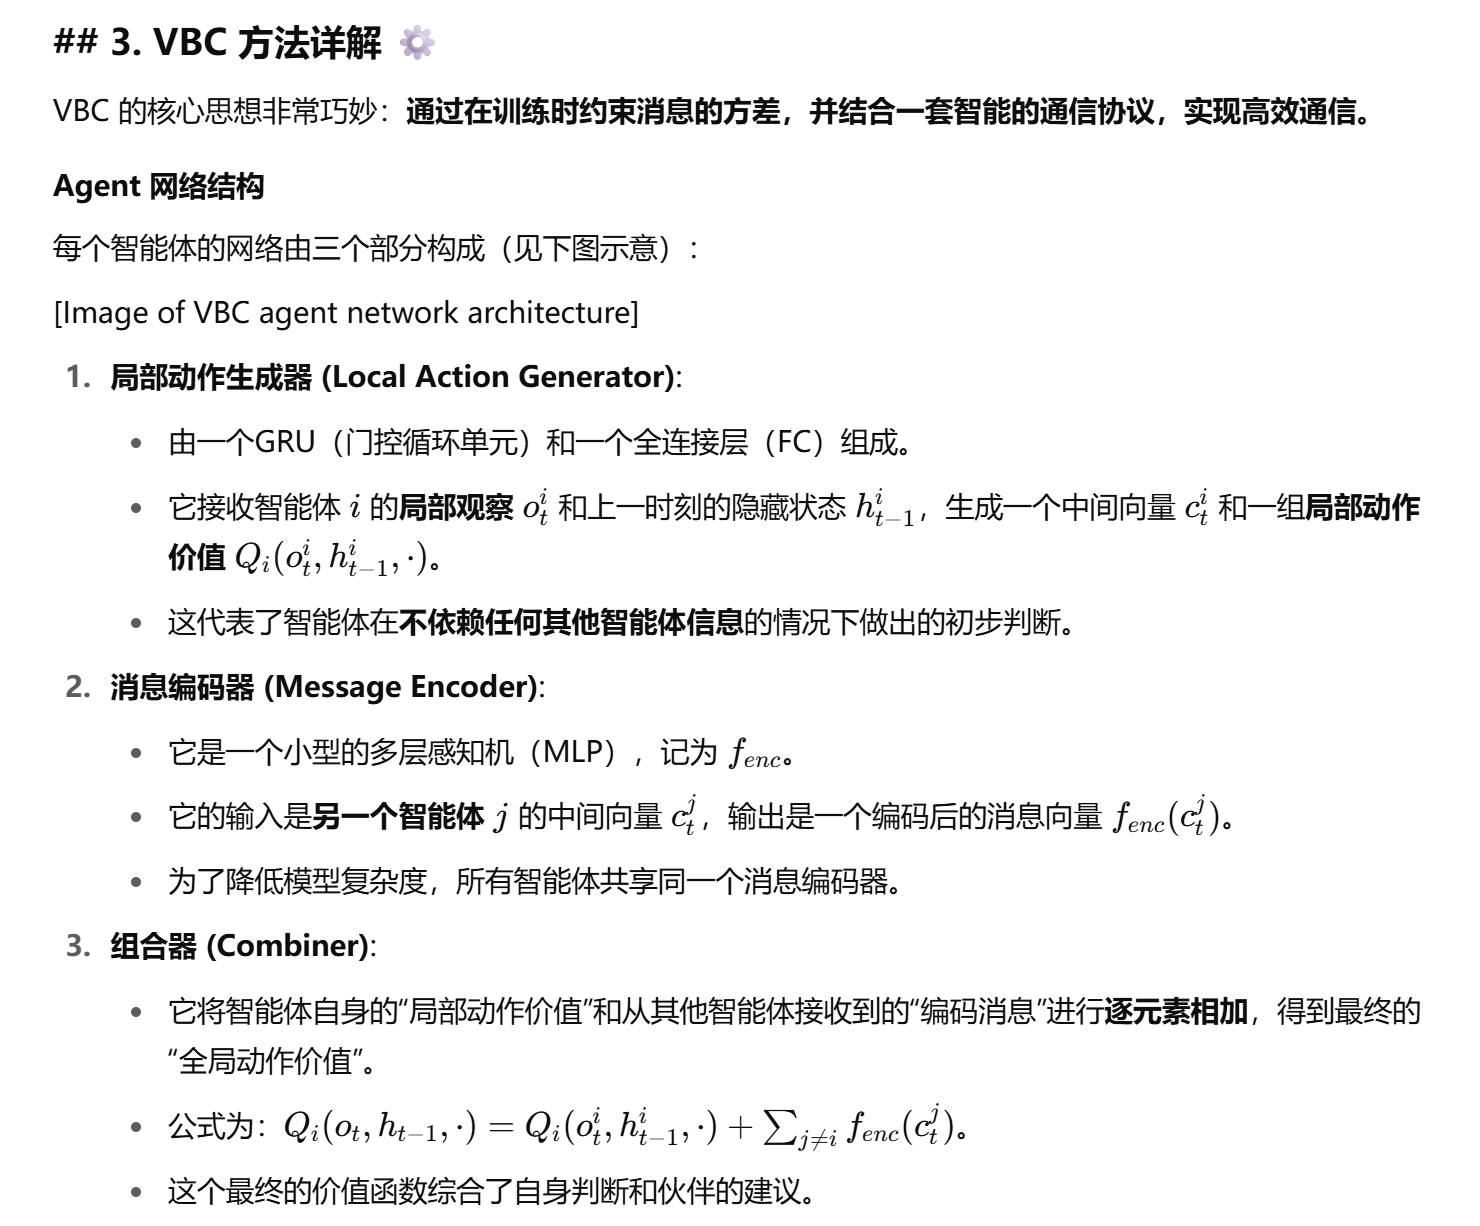 ## 3. VBC 方法详解 ⚙️
VBC 的核心思想非常巧妙：通过在训练时约束消息的方差，并结合一套智能的通信协议，实现高效通信。
Agent 网络结构
每个智能体的网络由三个部分构成（见下图示意）：
[Image of VBC agent network architecture]
1. 局部动作生成器 (Local Action Generator):
• 由一个GRU（门控循环单元）和一个全连接层（FC）组成。
• 它接收智能体 $i$ 的局部观察 $o_t^i$ 和上一时刻的隐藏状态 $h_{t-1}^i$，生成一个中间向量 $c_t^i$ 和一组局部动作
价值 $Q_i(o_t^i, h_{t-1}^i, \cdot)$。
• 这代表了智能体在不依赖任何其他智能体信息的情况下做出的初步判断。
2. 消息编码器 (Message Encoder):
• 它是一个小型的多层感知机（MLP），记为 $f_{enc}$。
• 它的输入是另一个智能体 $j$ 的中间向量 $c_t^j$，输出是一个编码后的消息向量 $f_{enc}(c_t^j)$。
• 为了降低模型复杂度，所有智能体共享同一个消息编码器。
3. 组合器 (Combiner):
• 它将智能体自身的“局部动作价值”和从其他智能体接收到的“编码消息”进行逐元素相加，得到最终的
“全局动作价值”。
• 公式为：$Q_i(o_t, h_{t-1}, \cdot) = Q_i(o_t^i, h_{t-1}^i, \cdot) + \sum_{j \neq i} f_{enc}(c_t^j)$。
• 这个最终的价值函数综合了自身判断和伙伴的建议。